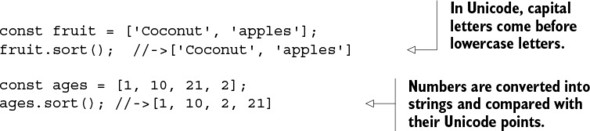 const fruit = ['Coconut', 'apples'];
fruit.sort();  //->['Coconut', 'apples']
In Unicode, capital
letters come before
lowercase letters.
const ages = [1, 10, 21, 2];
ages.sort(); //->[1, 10, 2, 21]
Numbers are converted into
strings and compared with
their Unicode points.